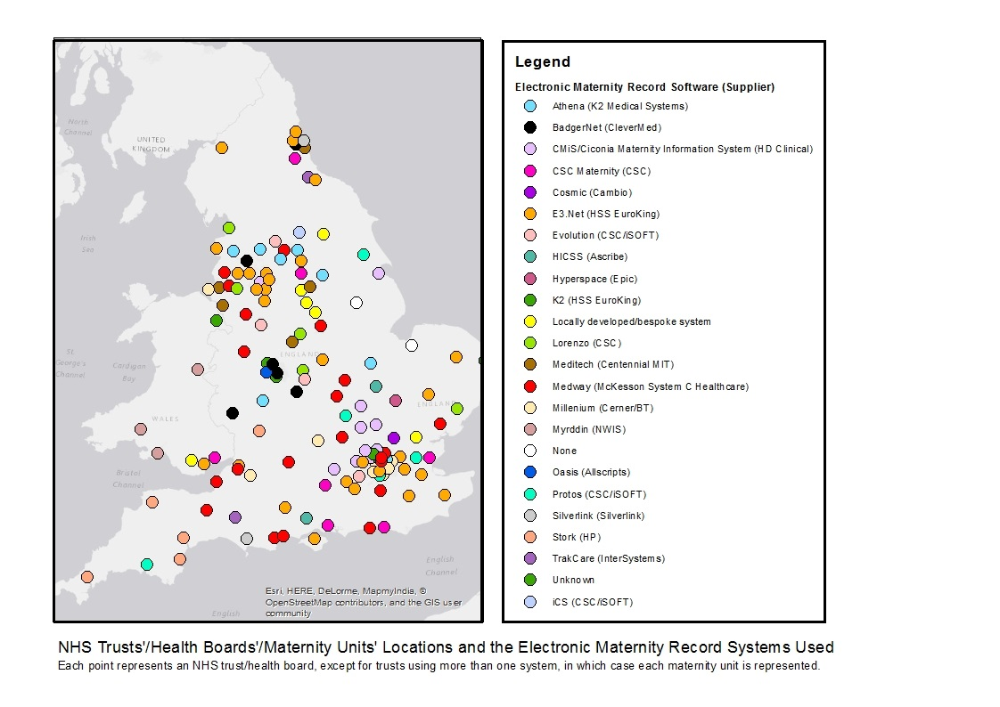 North
Channel
UNITED
KINGDOM
Irish
Sea
St.
George's
Channel
Cardigan
Bay
ENGLAND
WALES
ENGLAN
Bristol
Channel
English
Channel
English
Esri, HERE, DeLorme, MapmyIndia, ©
OpenStreetMap contributors, and the GIS user
community
Legend
Electronic Maternity Record Software (Supplier)
Athena (K2 Medical Systems)
BadgerNet (CleverMed)
CMiS/Ciconia Maternity Information System (HD Clinical)
CSC Maternity (CSC)
Cosmic (Cambio)
E3.Net (HSS EuroKing)
Evolution (CSC/iSOFT)
HICSS (Ascribe)
Hyperspace (Epic)
K2 (HSS EuroKing)
Locally developed/bespoke system
Lorenzo (CSC)
Meditech (Centennial MIT)
Medway (McKesson System C Healthcare)
Millenium (Cerner/BT)
Myrddin (NWIS)
None
Oasis (Allscripts)
Protos (CSC/iSOFT)
Silverlink (Silverlink)
Stork (HP)
TrakCare (InterSystems)
Unknown
iCS (CSC/iSOFT)
NHS Trusts'/Health Boards'/Maternity Units' Locations and the Electronic Maternity Record Systems Used
Each point represents an NHS trust/health board, except for trusts using more than one system, in which case each maternity unit is represented.